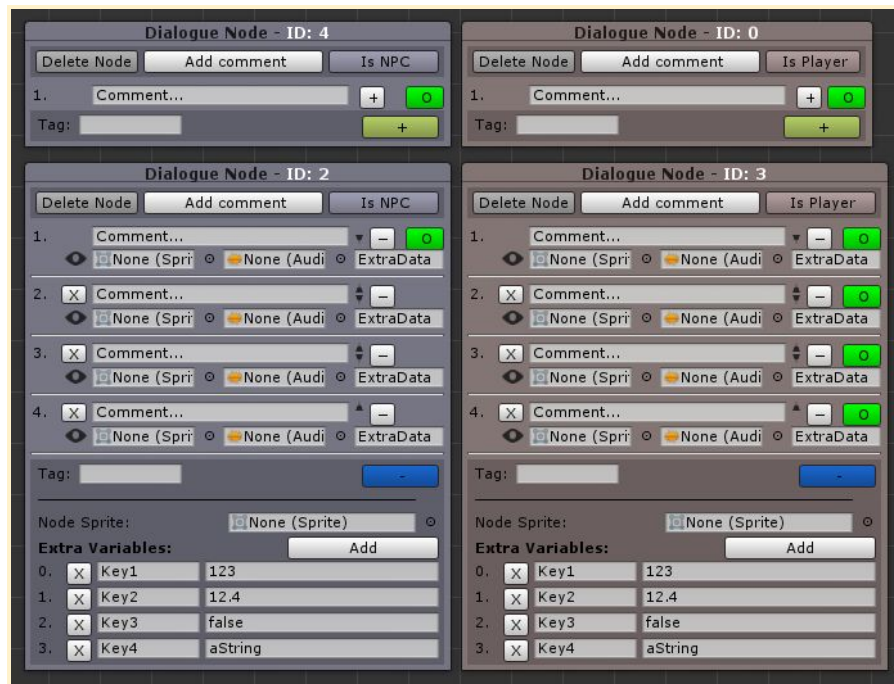 Dialogue Node - ID: 4
Delete Node Add comment Is NPC
1. Comment... + O
Tag: +
Dialogue Node - ID: 0
Delete Node Add comment Is Player
1. Comment... + O
Tag: +
Dialogue Node - ID: 2
Delete Node Add comment Is NPC
1. Comment... - O
None (Spri None (Audi ExtraData
2. X Comment... -
None (Spri None (Audi ExtraData
3. X Comment... -
None (Spri None (Audi ExtraData
4. X Comment... -
None (Spri None (Audi ExtraData
Tag: -
Node Sprite: None (Sprite)
Extra Variables: Add
0. X Key1 123
1. X Key2 12.4
2. X Key3 false
3. X Key4 aString
Dialogue Node - ID: 3
Delete Node Add comment Is Player
1. Comment... - O
None (Spri None (Audi ExtraData
2. X Comment... - O
None (Spri None (Audi ExtraData
3. X Comment... - O
None (Spri None (Audi ExtraData
4. X Comment... - O
None (Spri None (Audi ExtraData
Tag: -
Node Sprite: None (Sprite)
Extra Variables: Add
0. X Key1 123
1. X Key2 12.4
2. X Key3 false
3. X Key4 aString